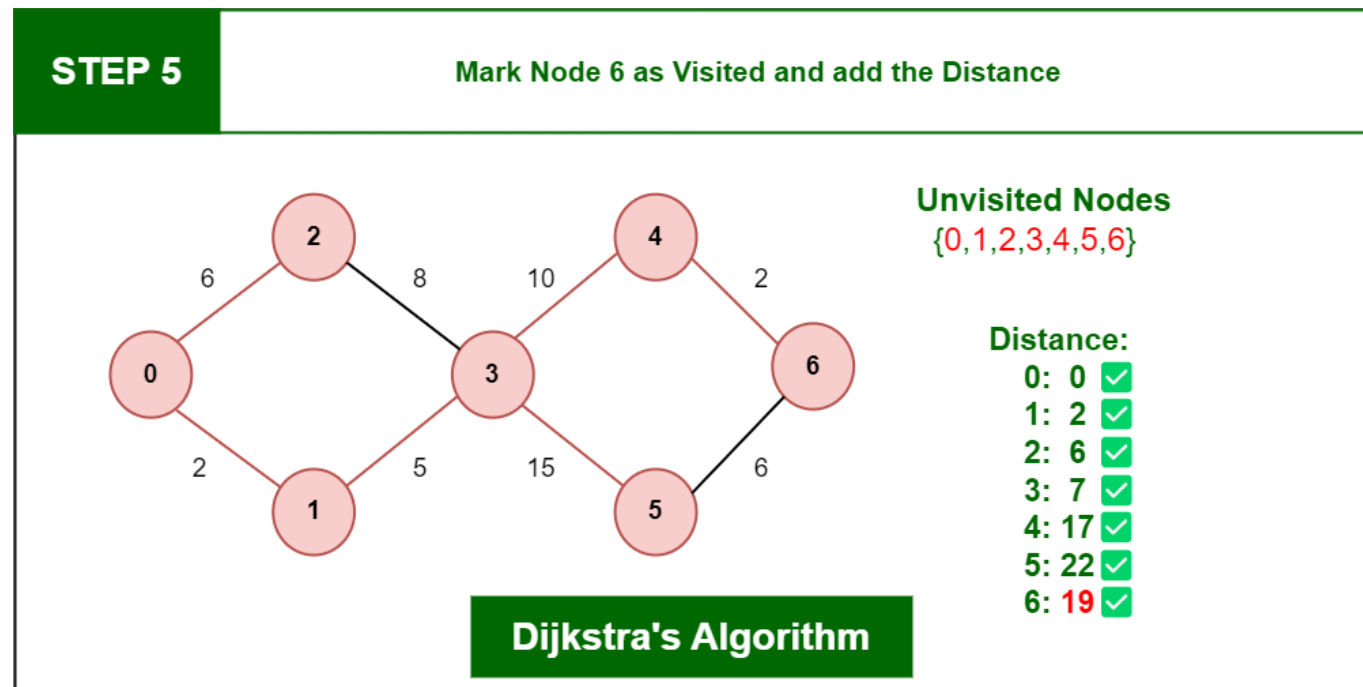 STEP 5
Mark Node 6 as Visited and add the Distance
Unvisited Nodes
{0,1,2,3,4,5,6}
2
4
6
8
10
2
0
3
6
2
5
15
6
1
5
Distance:
0: 0 ✅
1: 2 ✅
2: 6 ✅
3: 7 ✅
4: 17 ✅
5: 22 ✅
6: 19 ✅
Dijkstra's Algorithm